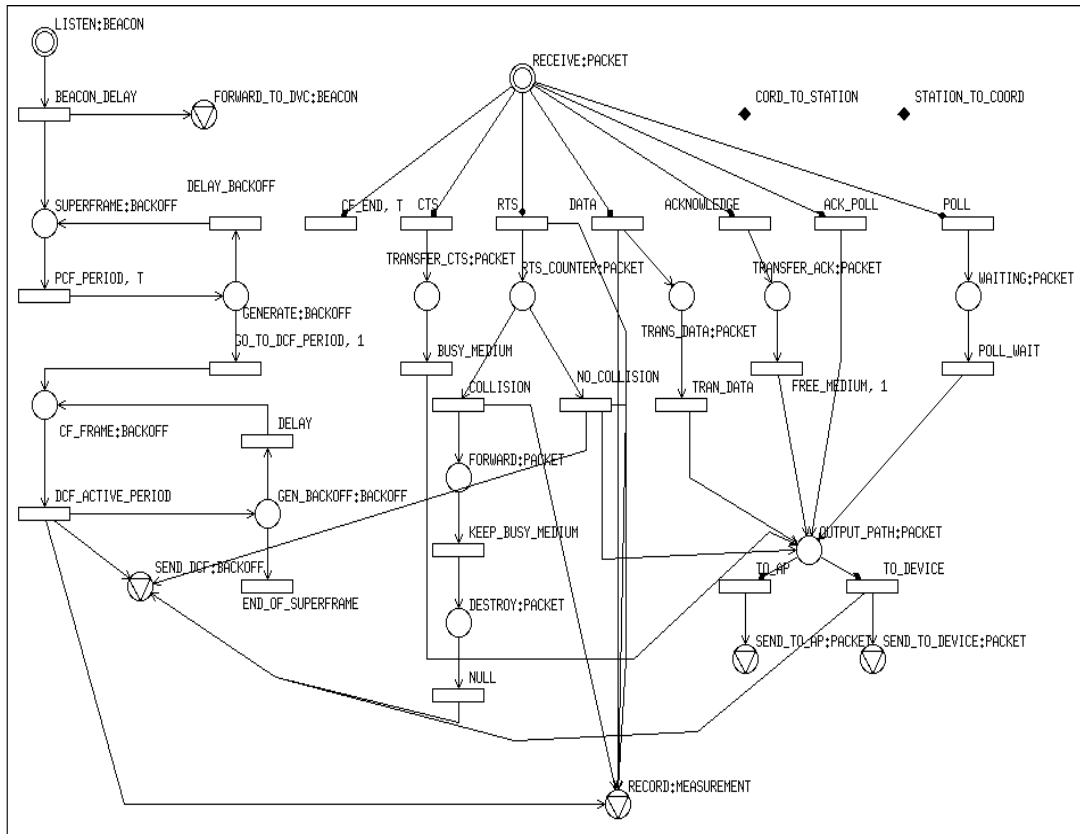 LISTEN:BEACON
RECEIVE:PACKET
BEACON_DELAY
FORWARD_TO_DVC:BEACON
CORD_TO_STATION
STATION_TO_COORD
DELAY_BACKOFF
SUPERFRAME:BACKOFF
CF_END, T
CTS
RTS
DATA
ACKNOWLEDGE
ACK_POLL
POLL
TRANSFER_CTS:PACKET
RTS_COUNTER:PACKET
TRANSFER_ACK:PACKET
PCF_PERIOD, T
WAITING:PACKET
GENERATE:BACKOFF
TRANS_DATA:PACKET
GO_TO_DCF_PERIOD, 1
BUSY_MEDIUM
POLL_WAIT
NO_COLLISION
COLLISION
TRAN_DATA
FREE_MEDIUM, 1
CF_FRAME:BACKOFF
DELAY
FORWARD:PACKET
DCF_ACTIVE_PERIOD
GEN_BACKOFF:BACKOFF
KEEP_BUSY_MEDIUM
OUTPUT_PATH:PACKET
SEND_DCF:BACKOFF
TO_AP
TO_DEVICE
END_OF_SUPERFRAME
DESTROY:PACKET
SEND_TO_AP:PACKET
SEND_TO_DEVICE:PACKET
NULL
RECORD:MEASUREMENT